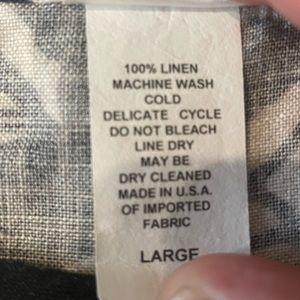 100% LINEN
MACHINE WASH
COLD
DELICATE CYCLE
DO NOT BLEACH
LINE DRY
MAY BE
DRY CLEANED
MADE IN U.S.A.
OF IMPORTED
FABRIC
LARGE